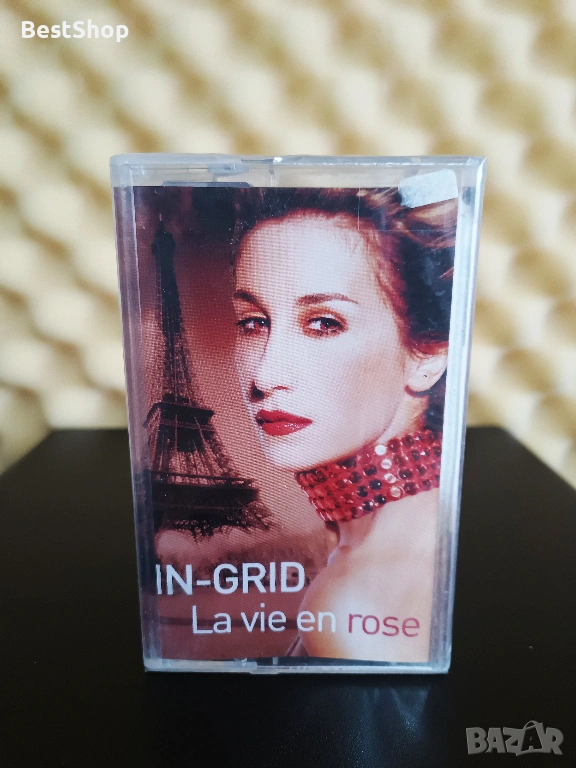 BestShop
IN-GRID
La vie en rose
BAZAR